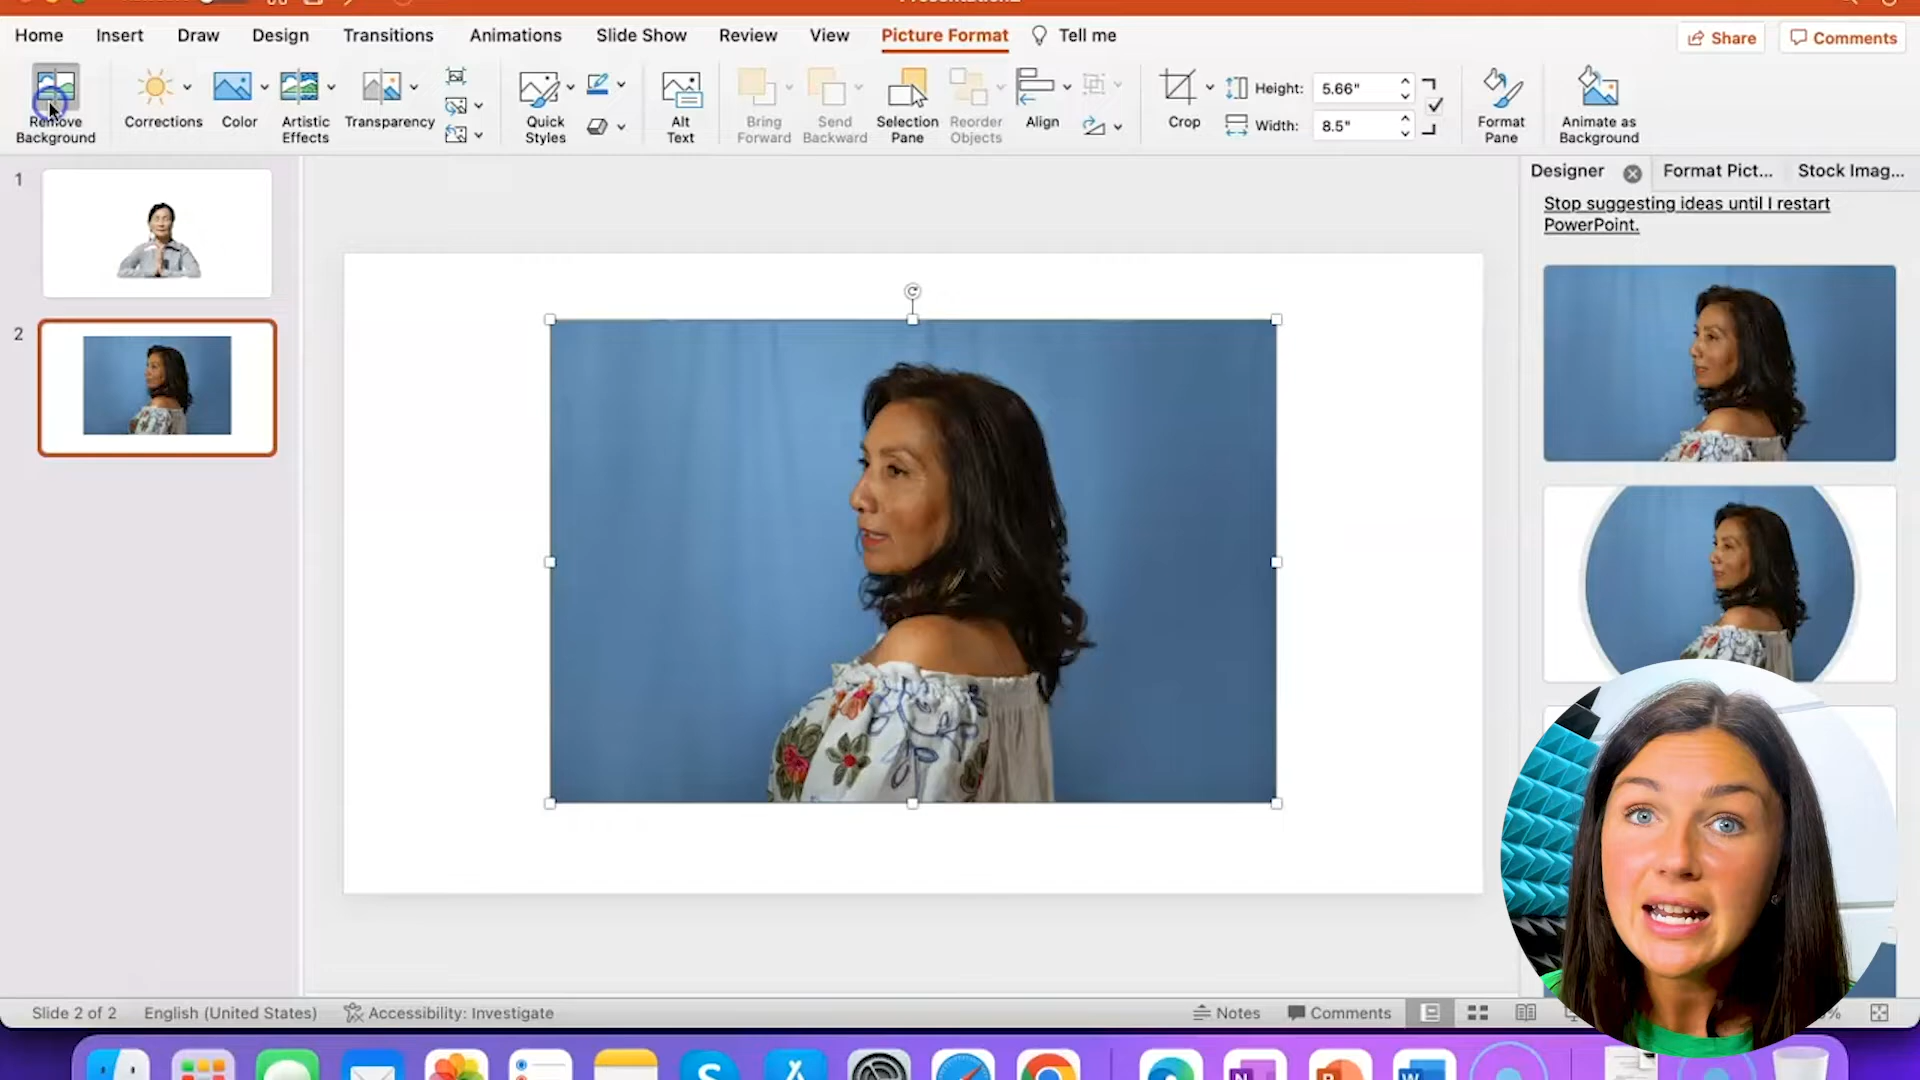 Home Insert Draw Design Transitions Animations Slide Show Review View Picture Format Tell me Share Comments
Remove Background
Corrections
Color
Artistic Effects
Transparency
Quick Styles
Alt Text
Bring Forward
Send Backward
Selection Pane
Reorder Objects
Align
Crop
Height: 5.66"
Width: 8.5"
Format Pane
Animate as Background
1
2
Designer Format Pict... Stock Imag...
Stop suggesting ideas until I restart
PowerPoint.
Slide 2 of 2 English (United States) Accessibility: Investigate Notes Comments